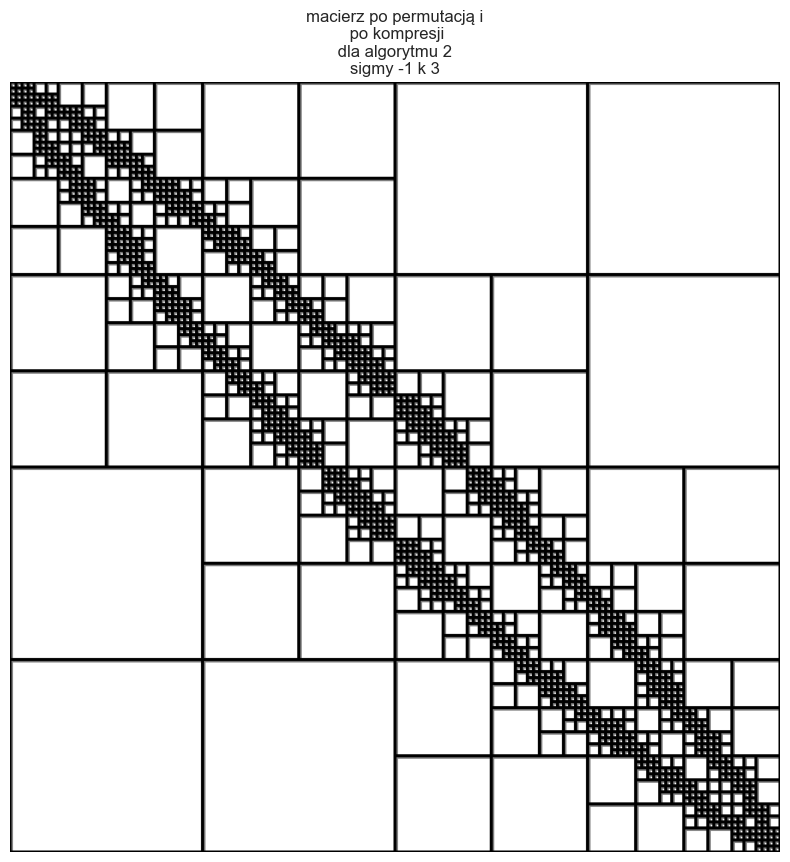 macierz po permutacją i
po kompresji
dla algorytmu 2
sigmy -1 k 3